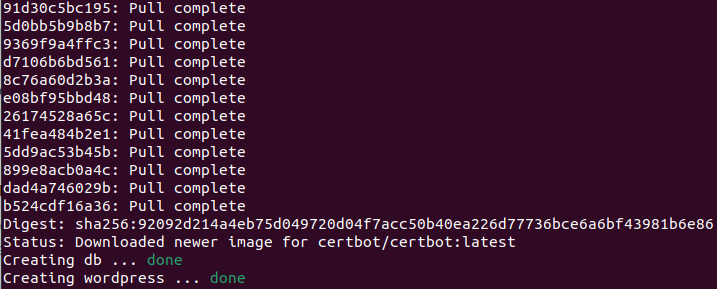 91d30c5bc195: Pull complete
5d0bb5b9b8b7: Pull complete
9369f9a4ffc3: Pull complete
d7106b6bd561: Pull complete
8c76a60d2b3a: Pull complete
e08bf95bbd48: Pull complete
26174528a65c: Pull complete
41fea484b2e1: Pull complete
5dd9ac53b45b: Pull complete
899e8acb0a4c: Pull complete
dad4a746029b: Pull complete
b524cdf16a36: Pull complete
Digest: sha256:92092d214a4eb75d049720d04f7acc50b40ea226d77736bce6a6bf43981b6e86
Status: Downloaded newer image for certbot/certbot:latest
Creating db ... done
Creating wordpress ... done